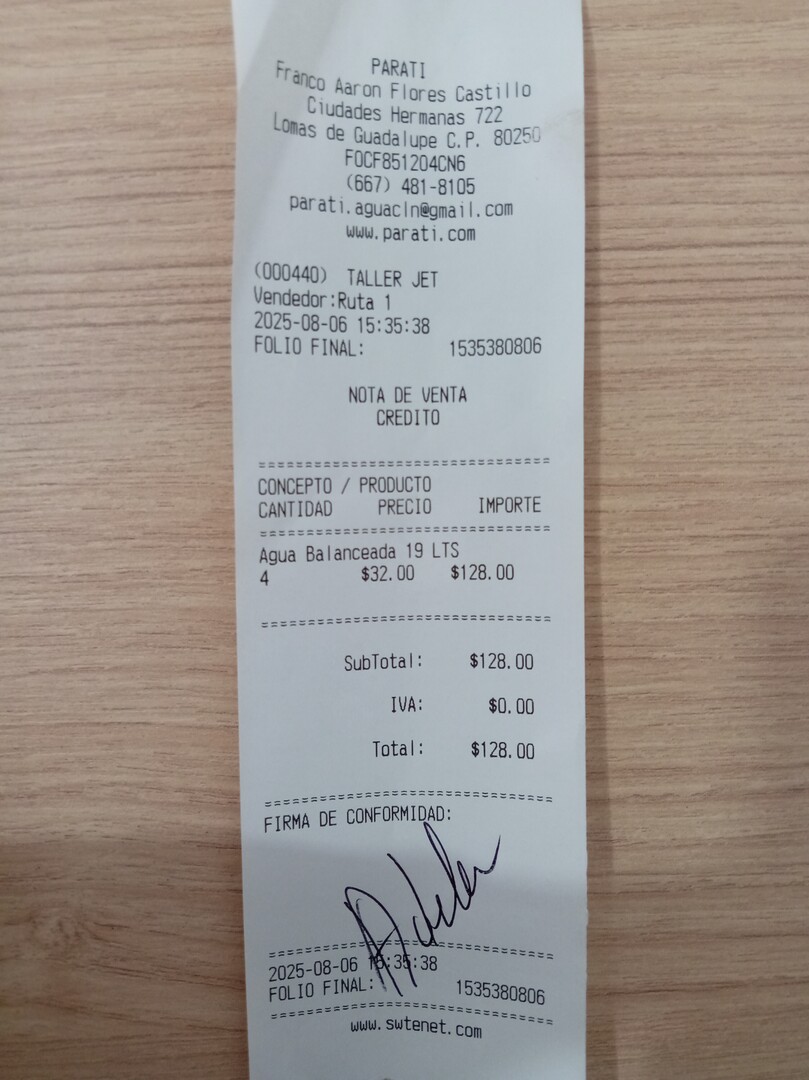 PARATI
Franco Aaron Flores Castillo
Ciudades Hermanas 722
Lomas de Guadalupe C.P. 80250
FOCF851204CN6
(667) 481-8105
parati.aguacln@gmail.com
www.parati.com
(000440) TALLER JET
Vendedor:Ruta 1
2025-08-06 15:35:38
FOLIO FINAL: 1535380806
NOTA DE VENTA
CREDITO
==================================
CONCEPTO / PRODUCTO
CANTIDAD PRECIO IMPORTE
==================================
Agua Balanceada 19 LTS
4 $32.00 $128.00
==================================
SubTotal: $128.00
IVA: $0.00
Total: $128.00
==================================
FIRMA DE CONFORMIDAD:
==================================
2025-08-06 15:35:38
FOLIO FINAL: 1535380806
==================================
www.swtenet.com